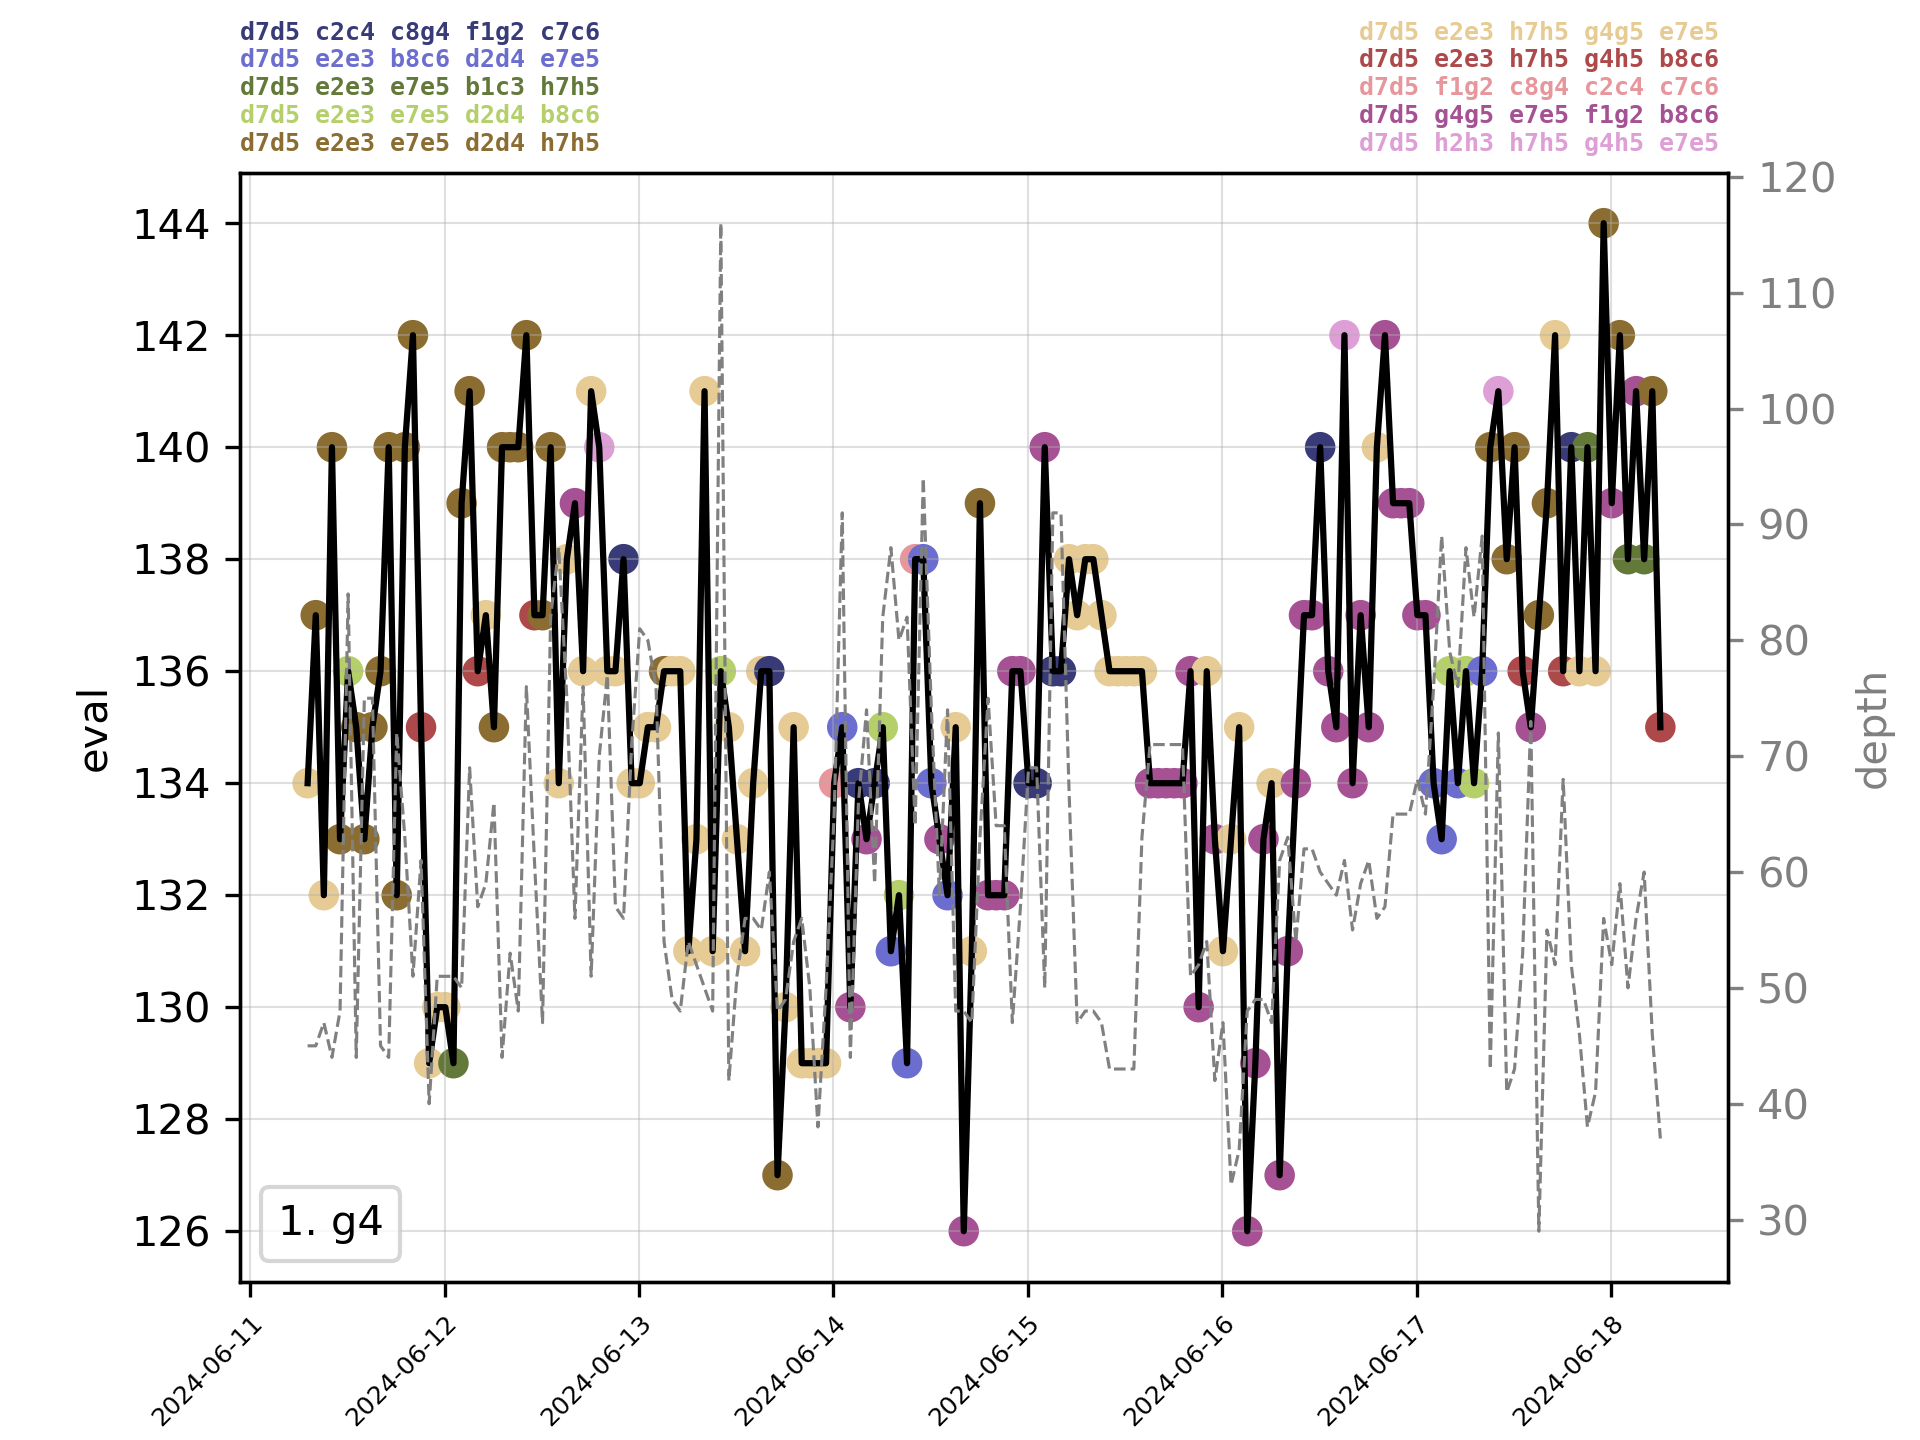 d7d5 c2c4 c8g4 f1g2 c7c6
d7d5 e2e3 b8c6 d2d4 e7e5
d7d5 e2e3 e7e5 b1c3 h7h5
d7d5 e2e3 e7e5 d2d4 b8c6
d7d5 e2e3 e7e5 d2d4 h7h5
d7d5 e2e3 h7h5 g4g5 e7e5
d7d5 e2e3 h7h5 g4h5 b8c6
d7d5 f1g2 c8g4 c2c4 c7c6
d7d5 g4g5 e7e5 f1g2 b8c6
d7d5 h2h3 h7h5 g4h5 e7e5
eval
144
142
140
138
136
134
132
130
128
126
1. g4
120
110
100
90
80
70
60
50
40
30
depth
2024-06-11
2024-06-12
2024-06-13
2024-06-14
2024-06-15
2024-06-16
2024-06-17
2024-06-18